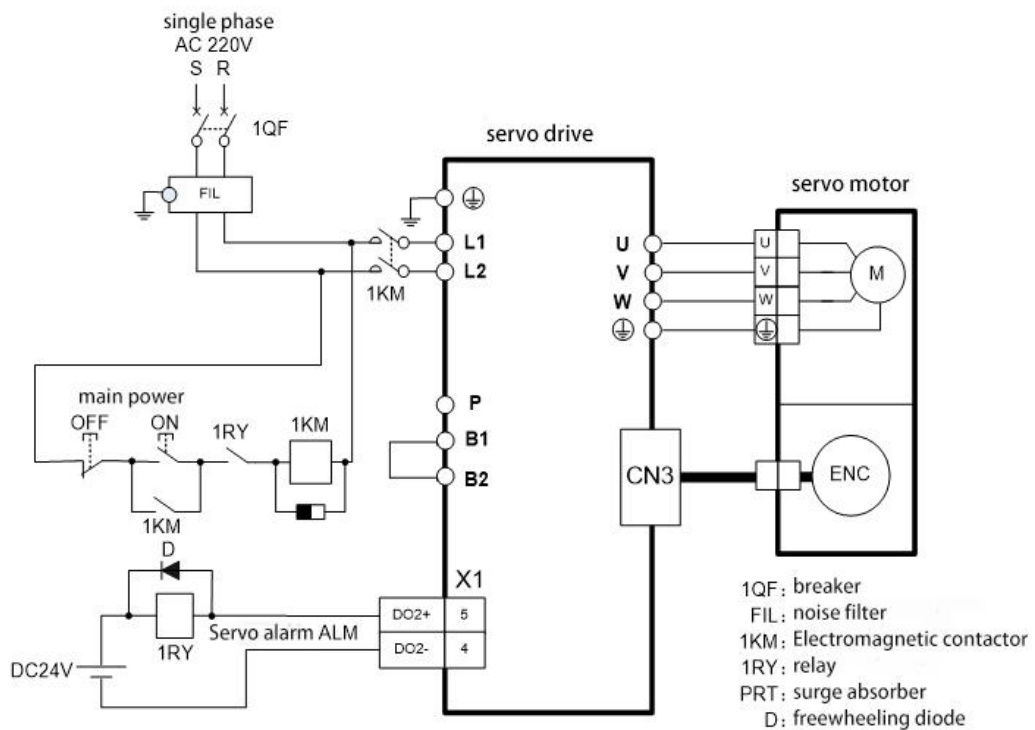 single phase
AC 220V
S R
1QF
servo drive
FIL
servo motor
L1
U
U
L2
V
V
M
1KM
W
W
main power
OFF
ON
1RY
1KM
P
B1
B2
CN3
ENC
1KM
D
X1
DO2+
5
Servo alarm ALM
DO2-
4
1RY
DC24V
1QF: breaker
FIL: noise filter
1KM: Electromagnetic contactor
1RY: relay
PRT: surge absorber
D: freewheeling diode